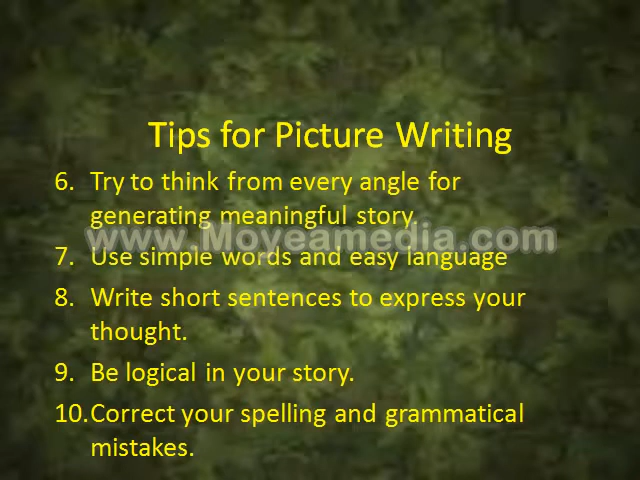 Tips for Picture Writing
6. Try to think from every angle for
generating meaningful story.
www.Moveamedia.com
7. Use simple words and easy language
8. Write short sentences to express your
thought.
9. Be logical in your story.
10. Correct your spelling and grammatical
mistakes.